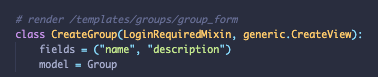 # render /templates/groups/group_form
class CreateGroup(LoginRequiredMixin, generic.CreateView):
    fields = ("name", "description")
    model = Group